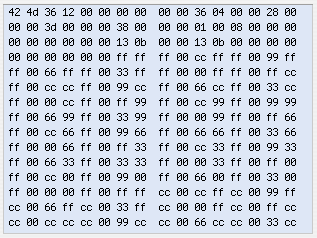 42 4d 36 12 00 00 00 00 00 00 36 04 00 00 28 00
00 00 3d 00 00 00 38 00 00 00 01 00 08 00 00 00
00 00 00 00 00 00 13 0b 00 00 13 0b 00 00 00 00
00 00 00 00 00 00 ff ff ff 00 cc ff ff 00 99 ff
ff 00 66 ff ff 00 33 ff ff 00 00 ff ff 00 ff cc
ff 00 cc cc ff 00 99 cc ff 00 66 cc ff 00 33 cc
ff 00 00 cc ff 00 ff 99 ff 00 cc 99 ff 00 99 99
ff 00 66 99 ff 00 33 99 ff 00 00 99 ff 00 ff 66
ff 00 cc 66 ff 00 99 66 ff 00 66 66 ff 00 33 66
ff 00 00 66 ff 00 ff 33 ff 00 cc 33 ff 00 99 33
ff 00 66 33 ff 00 33 33 ff 00 00 33 ff 00 ff 00
ff 00 cc 00 ff 00 99 00 ff 00 66 00 ff 00 33 00
ff 00 00 00 ff 00 ff ff cc 00 cc ff cc 00 99 ff
cc 00 66 ff cc 00 33 ff cc 00 00 ff cc 00 ff cc
cc 00 cc cc cc 00 99 cc cc 00 66 cc cc 00 33 cc